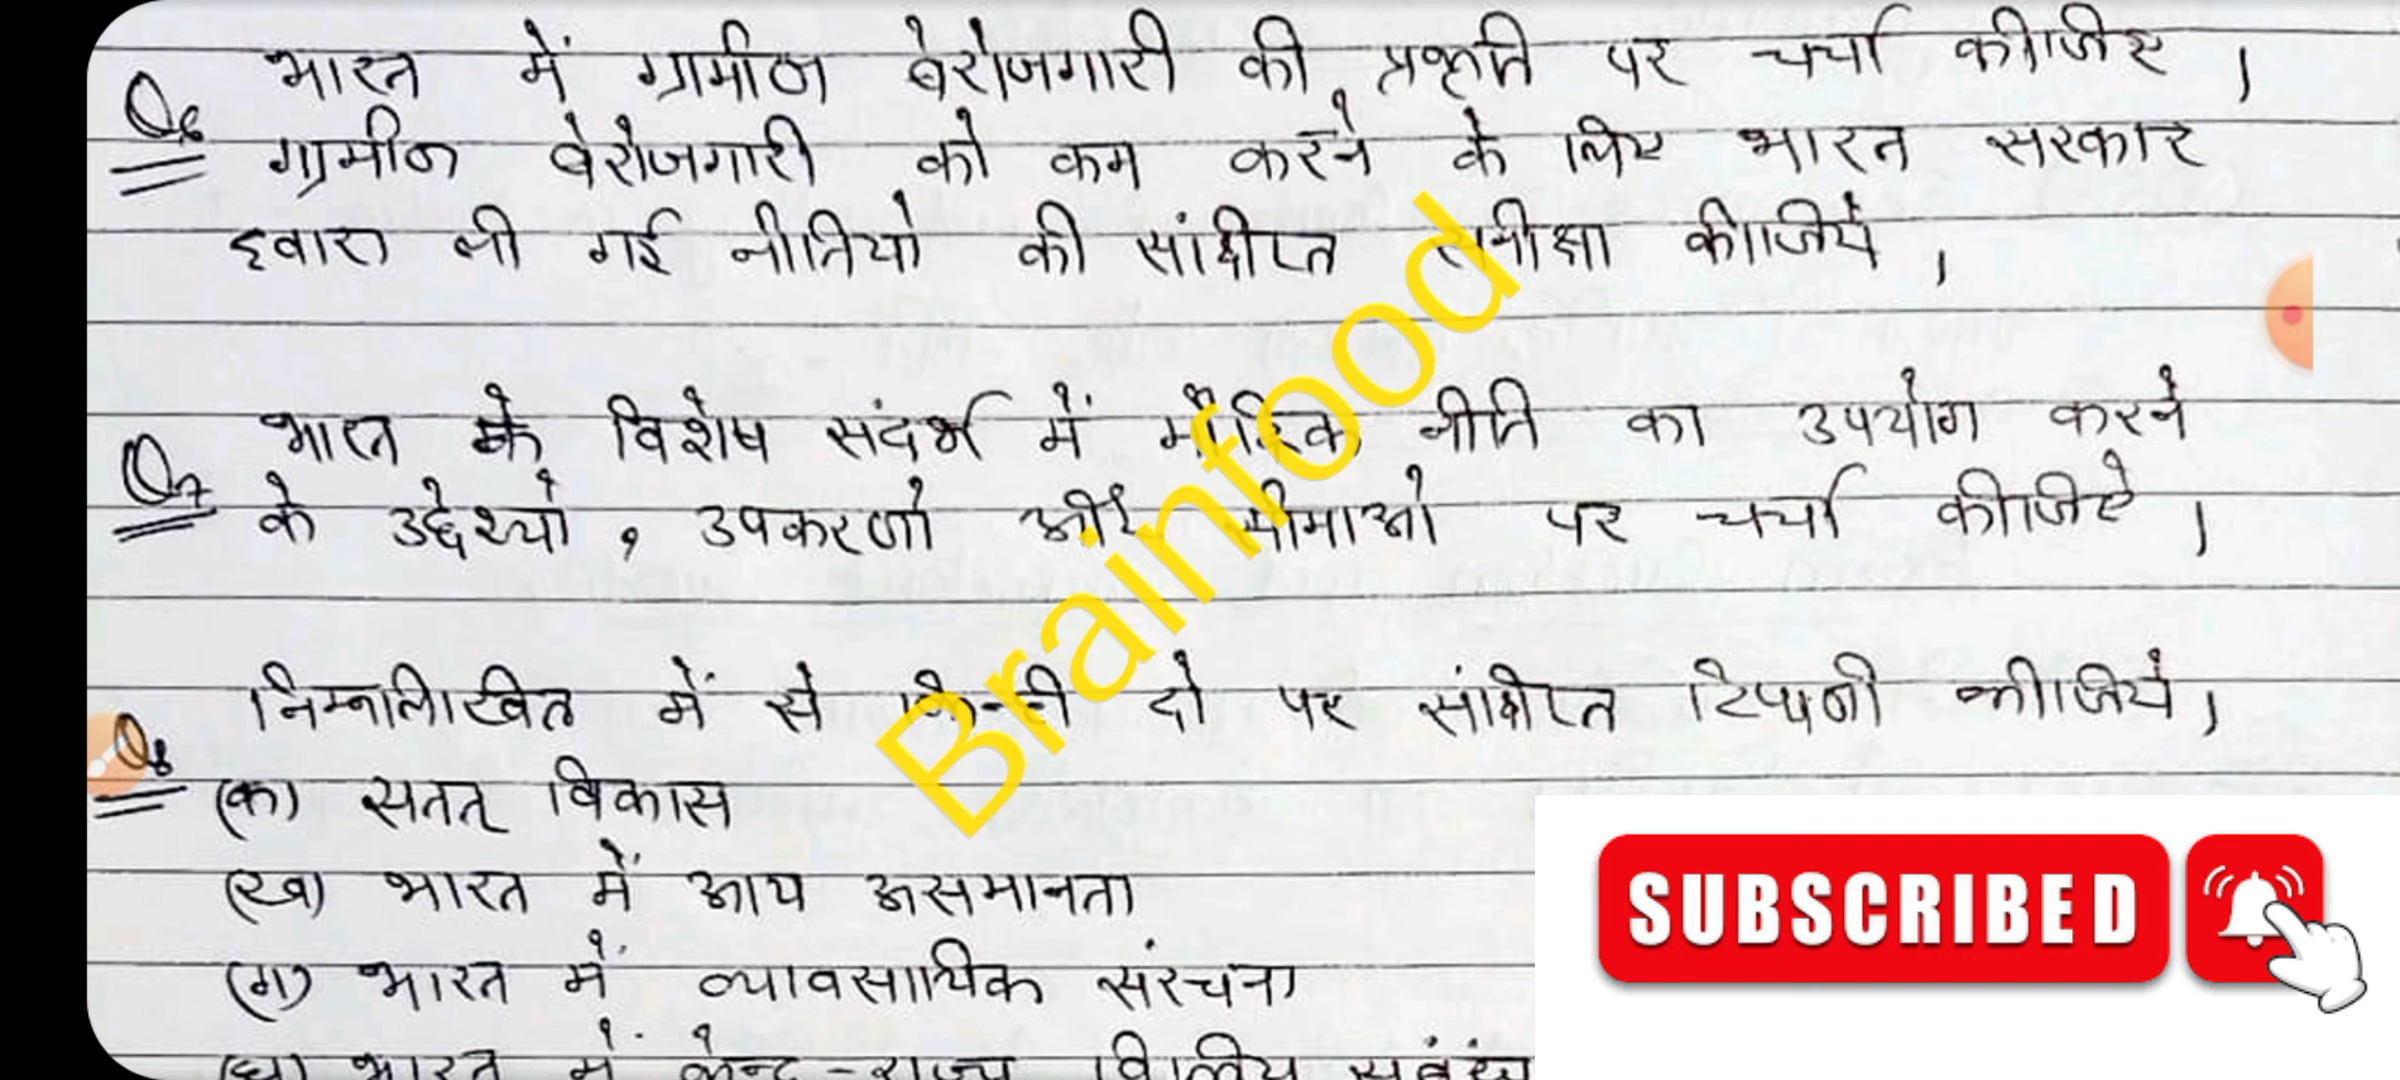 भारत में ग्रामीण बेरोजगारी की प्रकृति पर चर्चा कीजिए ।
Q6 ग्रामीण बेरोजगारी को कम करने के लिए भारत सरकार
द्वारा ली गई नीतियो की संक्षिप्त समीक्षा कीजिये ।
भारत के विशेष संदर्भ में मौद्रिक नीति का उपयोग करने
Q7 के उद्देश्यो , उपकरणो और सीमाओ पर चर्चा कीजिए ।
निम्नलिखित में से किन्ही दो पर संक्षिप्त टिप्पणी कीजिये ।
Q8 (क) सतत् विकास
(ख) भारत में आय असमानता
(ग) भारत में व्यावसायिक संरचना
(घ) भारत में केन्द्र-राज्य वित्तीय संबंध
Brainfood
SUBSCRIBED